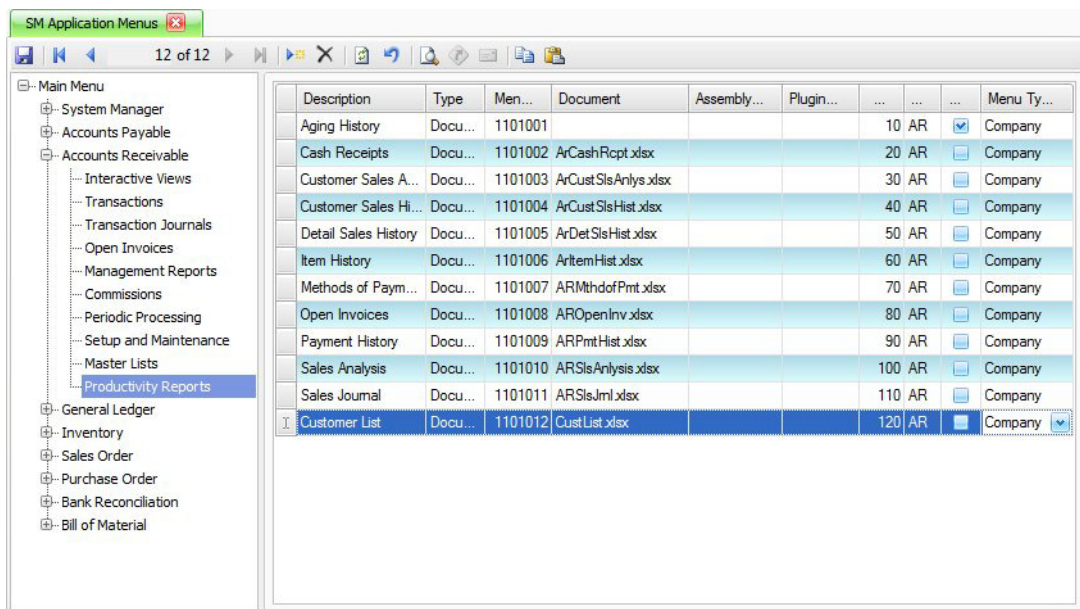 SM Application Menus
12 of 12
Main Menu
System Manager
Accounts Payable
Accounts Receivable
Interactive Views
Transactions
Transaction Journals
Open Invoices
Management Reports
Commissions
Periodic Processing
Setup and Maintenance
Master Lists
Productivity Reports
General Ledger
Inventory
Sales Order
Purchase Order
Bank Reconciliation
Bill of Material
Description Type Men... Document Assembly... Plugin... ... ... ... Menu Ty...
Aging History Docu... 1101001 10 AR Company
Cash Receipts Docu... 1101002 ArCashRcpt.xlsx 20 AR Company
Customer Sales A... Docu... 1101003 ArCustSlsAnlys.xlsx 30 AR Company
Customer Sales Hi... Docu... 1101004 ArCustSlsHist.xlsx 40 AR Company
Detail Sales History Docu... 1101005 ArDetSlsHist.xlsx 50 AR Company
Item History Docu... 1101006 ArItemHist.xlsx 60 AR Company
Methods of Paym... Docu... 1101007 ARMthdofPmt.xlsx 70 AR Company
Open Invoices Docu... 1101008 AROpenInv.xlsx 80 AR Company
Payment History Docu... 1101009 ARPmtHist.xlsx 90 AR Company
Sales Analysis Docu... 1101010 ARSlsAnlysis.xlsx 100 AR Company
Sales Journal Docu... 1101011 ARSlsJrnl.xlsx 110 AR Company
Customer List Docu... 1101012 CustList.xlsx 120 AR Company